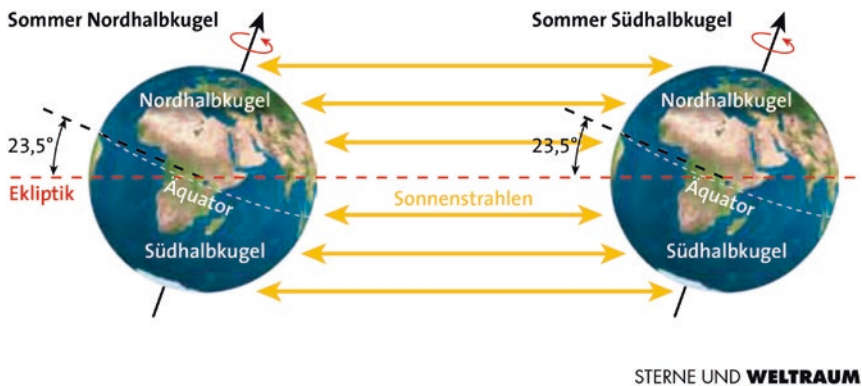 Sommer Nordhalbkugel
Sommer Südhalbkugel
Nordhalbkugel
Nordhalbkugel
23,5°
23,5°
Ekliptik
Äquator
Sonnenstrahlen
Äquator
Südhalbkugel
Südhalbkugel
STERNE UND WELTRAUM